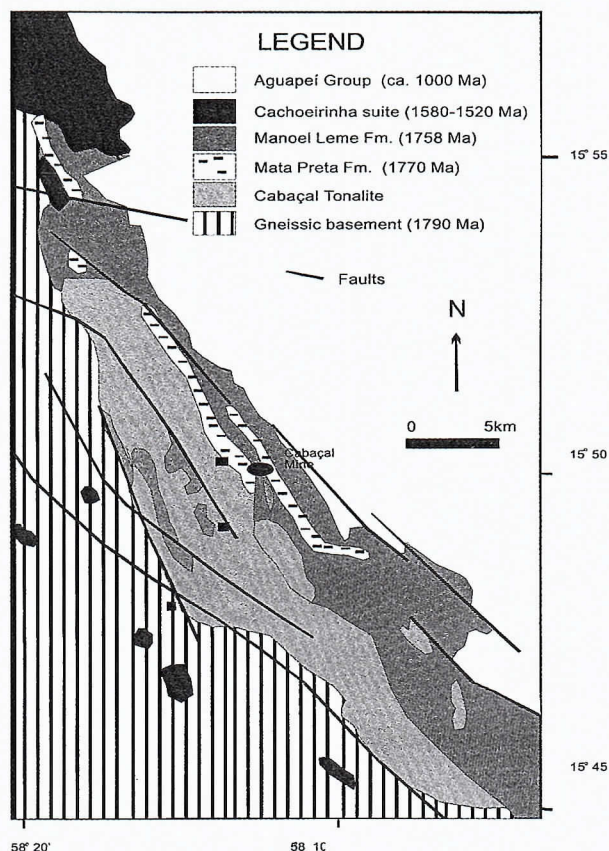 LEGEND
Aguapeí Group (ca. 1000 Ma)
Cachoeirinha suite (1580-1520 Ma)
Manoel Leme Fm. (1758 Ma)
Mata Preta Fm. (1770 Ma)
Cabaçal Tonalite
Gneissic basement (1790 Ma)
Faults
N
0 5km
Cabaçal
Mine
15° 55
15° 50
15° 45
58° 20'
58 10